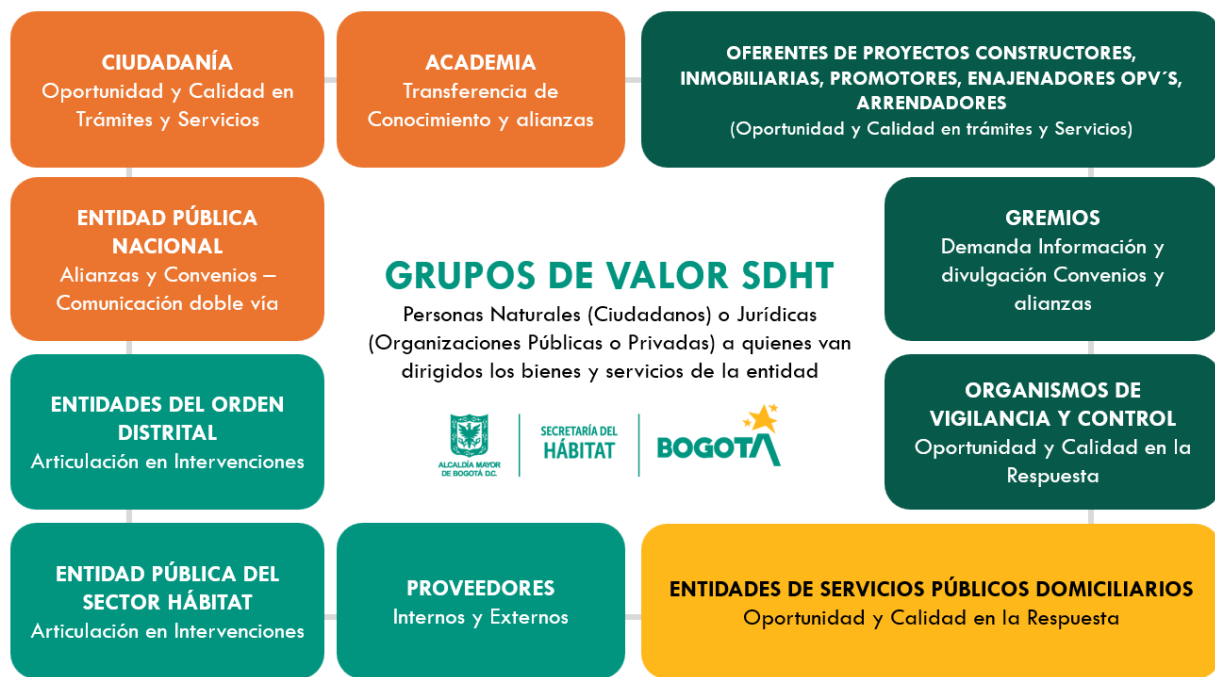 CIUDADANÍA
Oportunidad y Calidad en
Trámites y Servicios
ACADEMIA
Transferencia de
Conocimiento y alianzas
OFERENTES DE PROYECTOS CONSTRUCTORES,
INMOBILIARIAS, PROMOTORES, ENAJENADORES OPV´S,
ARRENDADORES
(Oportunidad y Calidad en trámites y Servicios)
ENTIDAD PÚBLICA
NACIONAL
Alianzas y Convenios –
Comunicación doble vía
GRUPOS DE VALOR SDHT
Personas Naturales (Ciudadanos) o Jurídicas
(Organizaciones Públicas o Privadas) a quienes van
dirigidos los bienes y servicios de la entidad
GREMIOS
Demanda Información y
divulgación Convenios y
alianzas
ENTIDADES DEL ORDEN
DISTRITAL
Articulación en Intervenciones
ALCALDÍA MAYOR
DE BOGOTÁ D.C.
SECRETARÍA DEL
HÁBITAT
BOGOTÁ
ORGANISMOS DE
VIGILANCIA Y CONTROL
Oportunidad y Calidad en la
Respuesta
ENTIDAD PÚBLICA DEL
SECTOR HÁBITAT
Articulación en Intervenciones
PROVEEDORES
Internos y Externos
ENTIDADES DE SERVICIOS PÚBLICOS DOMICILIARIOS
Oportunidad y Calidad en la Respuesta